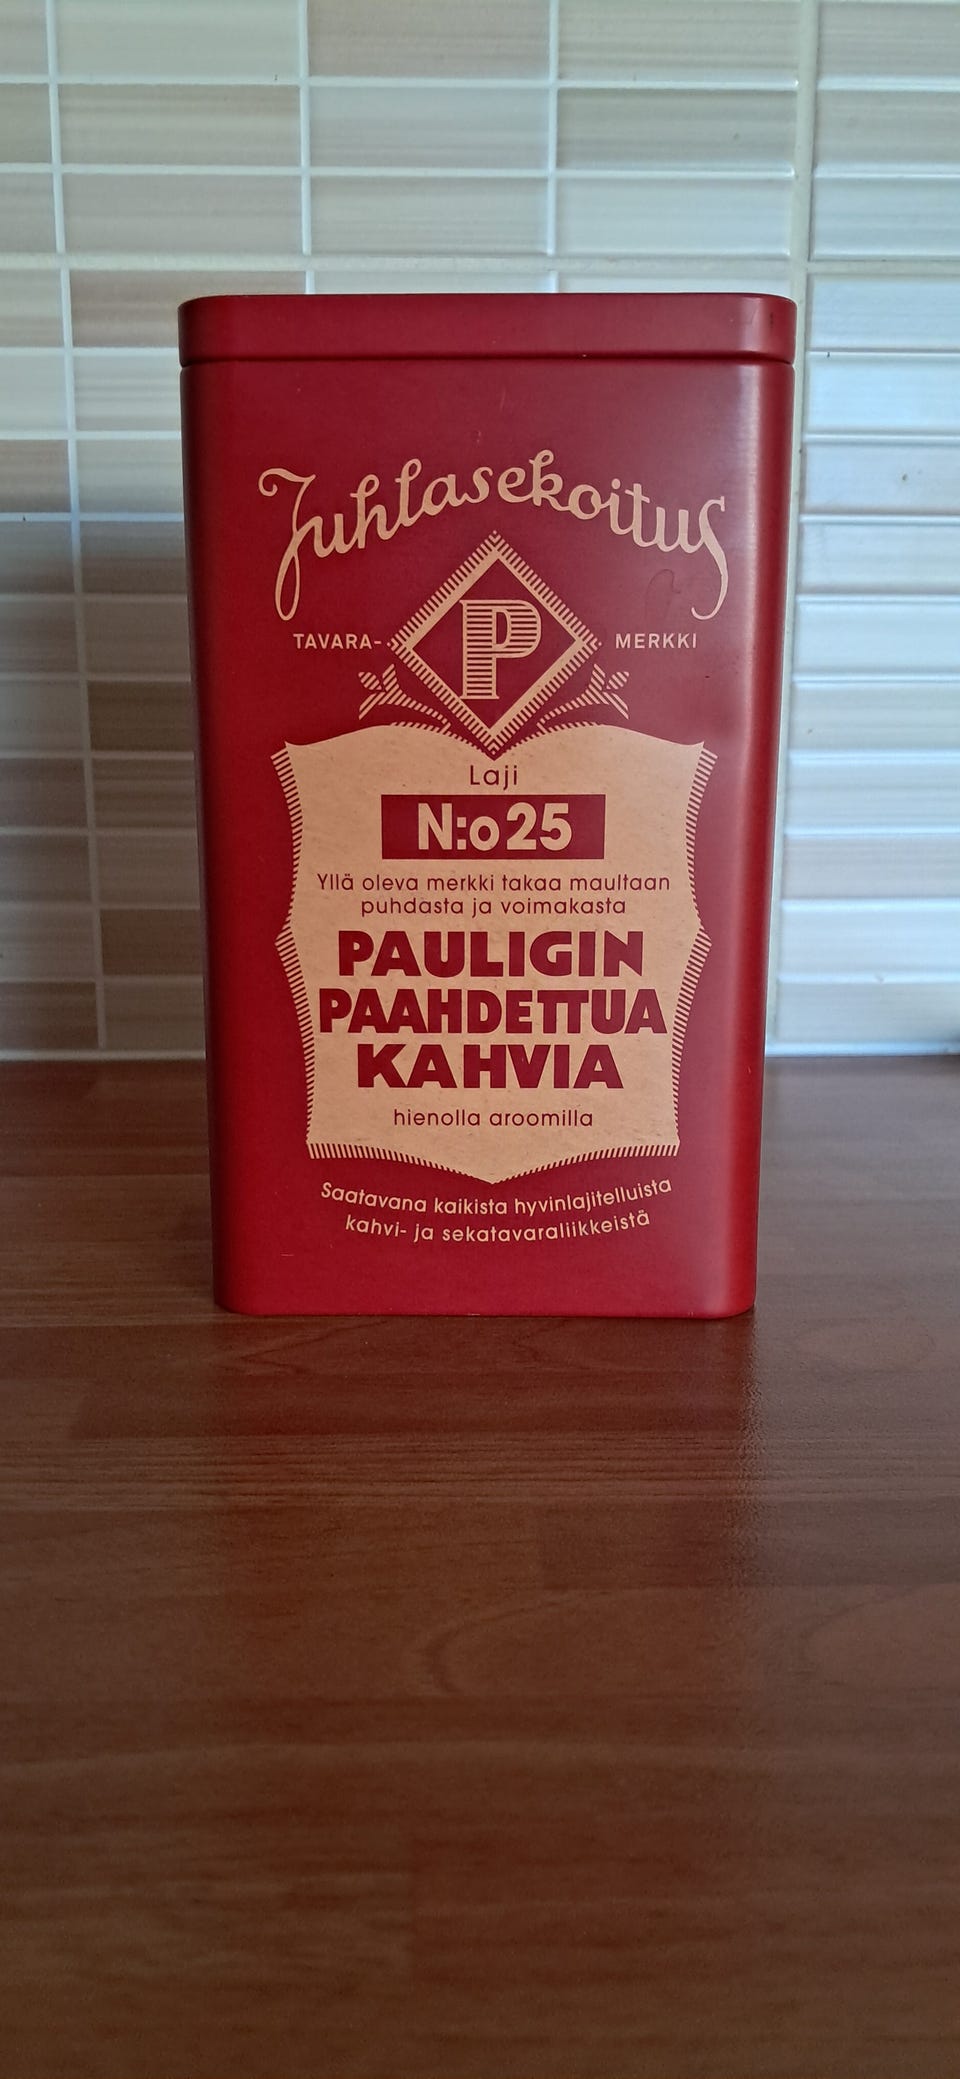 Juhlasekoitus
TAVARA- P MERKKI
Laji
N:o 25
Yllä oleva merkki takaa maultaan
puhdasta ja voimakasta
PAULIGIN
PAAHDETTUA
KAHVIA
hienolla aroomilla
Saatavana kaikista hyvinlajitelluista
kahvi- ja sekatavaraliikkeistä